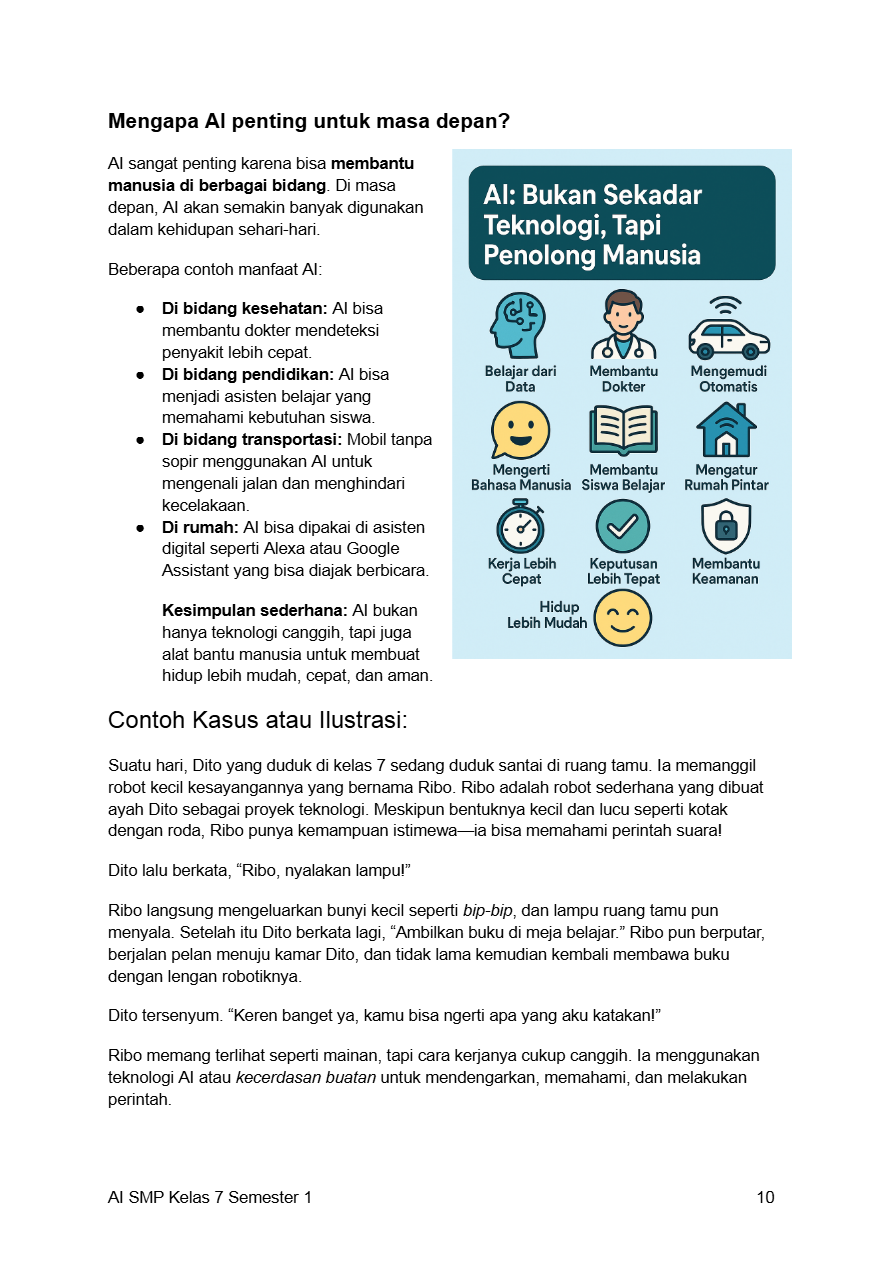 Mengapa AI penting untuk masa depan?
AI sangat penting karena bisa membantu
manusia di berbagai bidang. Di masa
depan, AI akan semakin banyak digunakan
dalam kehidupan sehari-hari.
Beberapa contoh manfaat AI:
● Di bidang kesehatan: AI bisa
membantu dokter mendeteksi
penyakit lebih cepat.
● Di bidang pendidikan: AI bisa
menjadi asisten belajar yang
memahami kebutuhan siswa.
● Di bidang transportasi: Mobil tanpa
sopir menggunakan AI untuk
mengenali jalan dan menghindari
kecelakaan.
● Di rumah: AI bisa dipakai di asisten
digital seperti Alexa atau Google
Assistant yang bisa diajak berbicara.
Kesimpulan sederhana: AI bukan
hanya teknologi canggih, tapi juga
alat bantu manusia untuk membuat
hidup lebih mudah, cepat, dan aman.
AI: Bukan Sekadar
Teknologi, Tapi
Penolong Manusia
Belajar dari
Data
Membantu
Dokter
Mengemudi
Otomatis
Mengerti
Bahasa Manusia
Membantu
Siswa Belajar
Mengatur
Rumah Pintar
Kerja Lebih
Cepat
Keputusan
Lebih Tepat
Membantu
Keamanan
Hidup
Lebih Mudah
Contoh Kasus atau Ilustrasi:
Suatu hari, Dito yang duduk di kelas 7 sedang duduk santai di ruang tamu. Ia memanggil
robot kecil kesayangannya yang bernama Ribo. Ribo adalah robot sederhana yang dibuat
ayah Dito sebagai proyek teknologi. Meskipun bentuknya kecil dan lucu seperti kotak
dengan roda, Ribo punya kemampuan istimewa—ia bisa memahami perintah suara!
Dito lalu berkata, “Ribo, nyalakan lampu!”
Ribo langsung mengeluarkan bunyi kecil seperti bip-bip, dan lampu ruang tamu pun
menyala. Setelah itu Dito berkata lagi, “Ambilkan buku di meja belajar.” Ribo pun berputar,
berjalan pelan menuju kamar Dito, dan tidak lama kemudian kembali membawa buku
dengan lengan robotiknya.
Dito tersenyum. “Keren banget ya, kamu bisa ngerti apa yang aku katakan!”
Ribo memang terlihat seperti mainan, tapi cara kerjanya cukup canggih. Ia menggunakan
teknologi AI atau kecerdasan buatan untuk mendengarkan, memahami, dan melakukan
perintah.
AI SMP Kelas 7 Semester 1
10